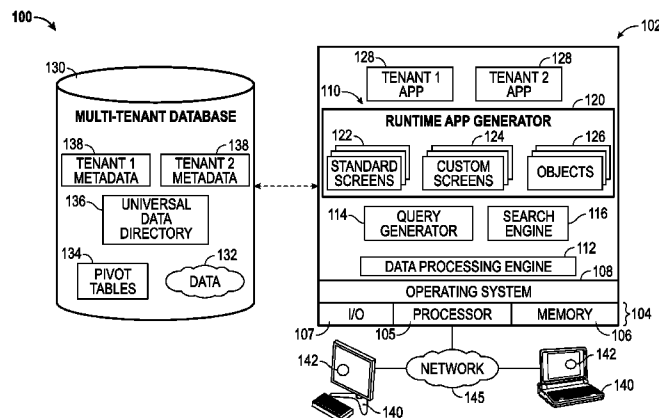 100
102
130
MULTI-TENANT DATABASE
138
138
TENANT 1
METADATA
TENANT 2
METADATA
136
UNIVERSAL
DATA
DIRECTORY
134
132
PIVOT
TABLES
DATA
128
128
TENANT 1
APP
TENANT 2
APP
110
120
RUNTIME APP GENERATOR
122
124
126
STANDARD
SCREENS
CUSTOM
SCREENS
OBJECTS
114
QUERY
GENERATOR
SEARCH
ENGINE
116
112
DATA PROCESSING ENGINE
108
OPERATING SYSTEM
I/O
PROCESSOR
MEMORY
104
107
105
106
142
NETWORK
142
145
140
140